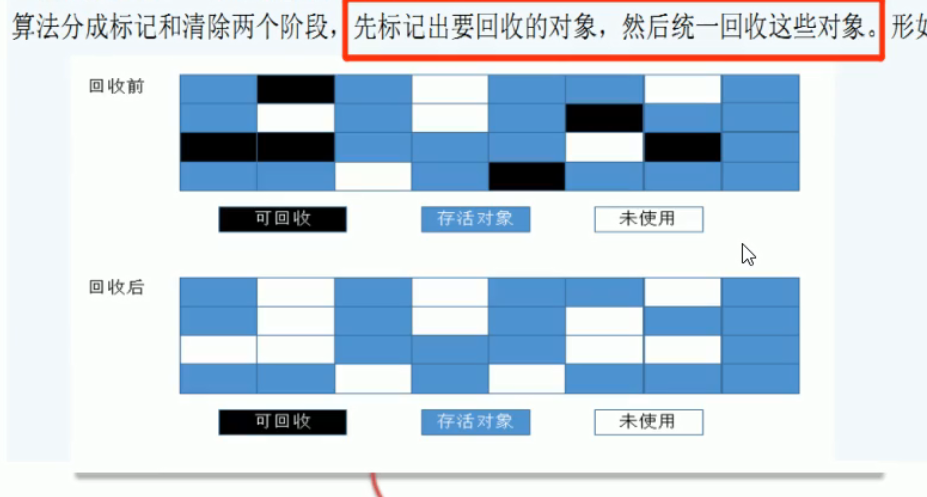 算法分成标记和清除两个阶段，先标记出要回收的对象，然后统一回收这些对象。形如
回收前
可回收 存活对象 未使用
回收后
可回收 存活对象 未使用